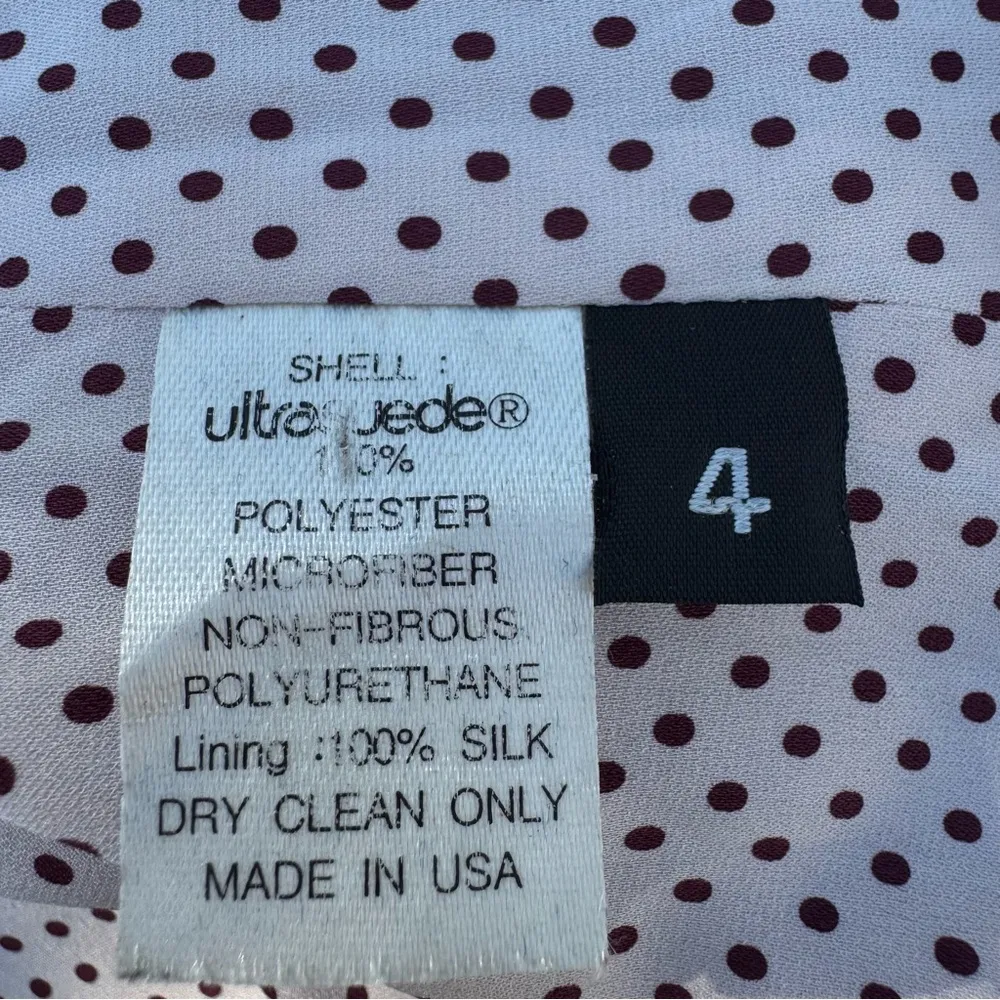 SHELL :
ultrasuede®
100%
POLYESTER
MICROFIBER
NON-FIBROUS
POLYURETHANE
Lining :100% SILK
DRY CLEAN ONLY
MADE IN USA
4